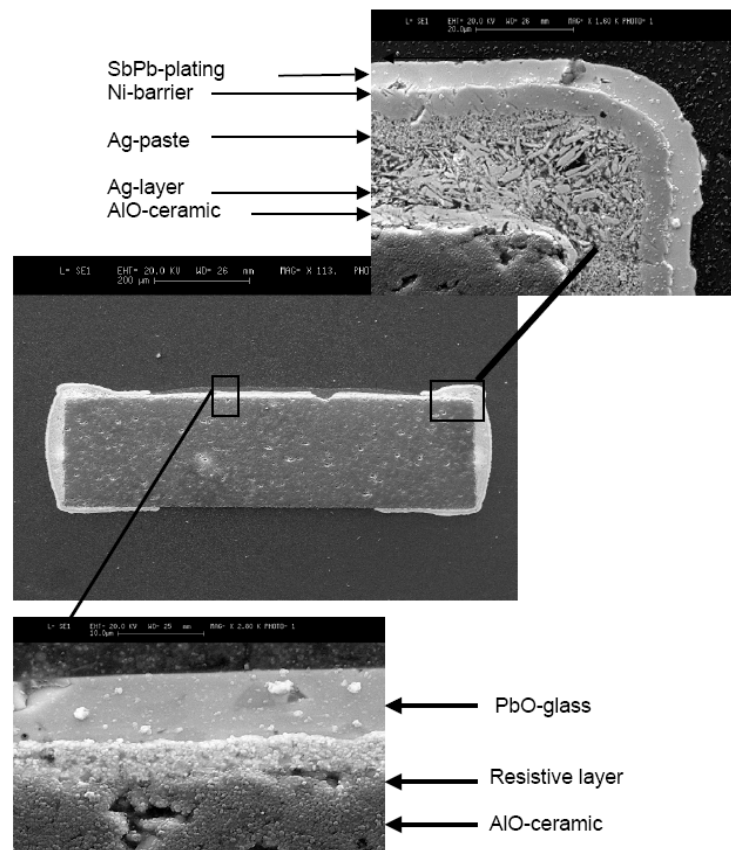 L= SE1 EHT= 20.0 KV WD= 26 mm MAG= X 1.60 K PHOTO= 1
20.0µm
SbPb-plating
Ni-barrier
Ag-paste
Ag-layer
AlO-ceramic
L= SE1 EHT= 20.0 KV WD= 26 mm MAG= X 113. PHOTO
200 µm
L= SE1 EHT= 20.0 KV WD= 25 mm MAG= X 2.00 K PHOTO= 1
10.0µm
PbO-glass
Resistive layer
AlO-ceramic